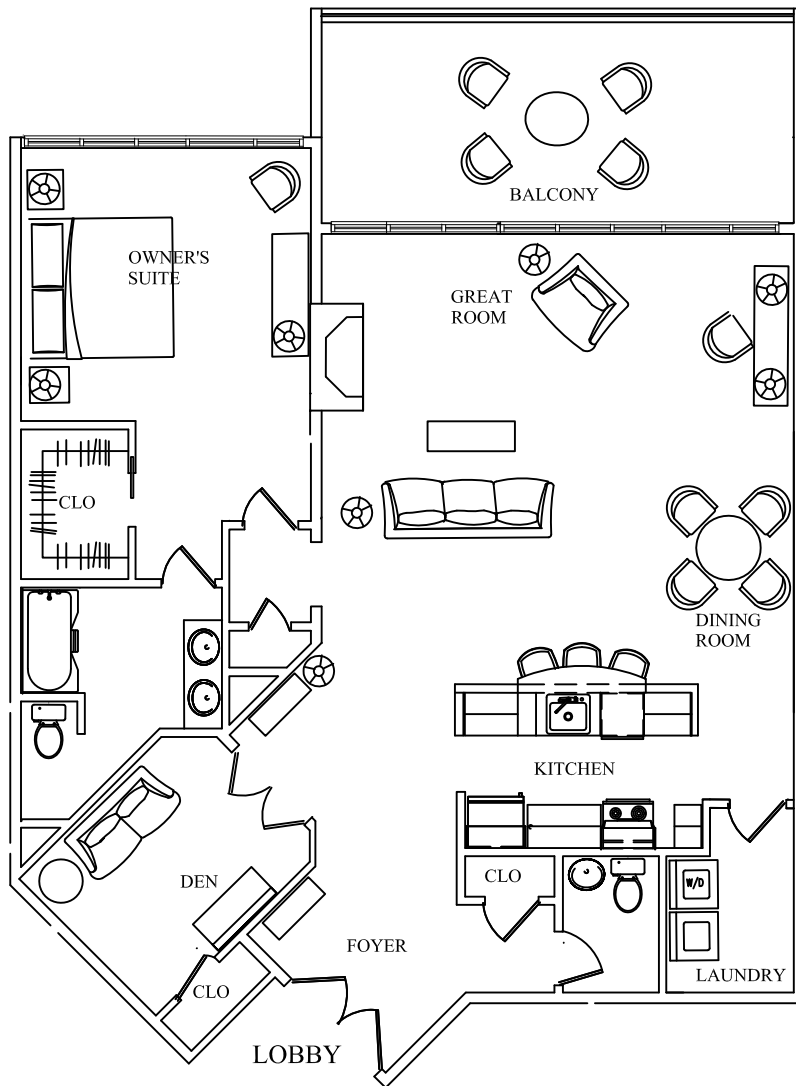 BALCONY
OWNER'S
SUITE
GREAT
ROOM
CLO
DINING
ROOM
KITCHEN
DEN
CLO
W/D
FOYER
LAUNDRY
CLO
LOBBY